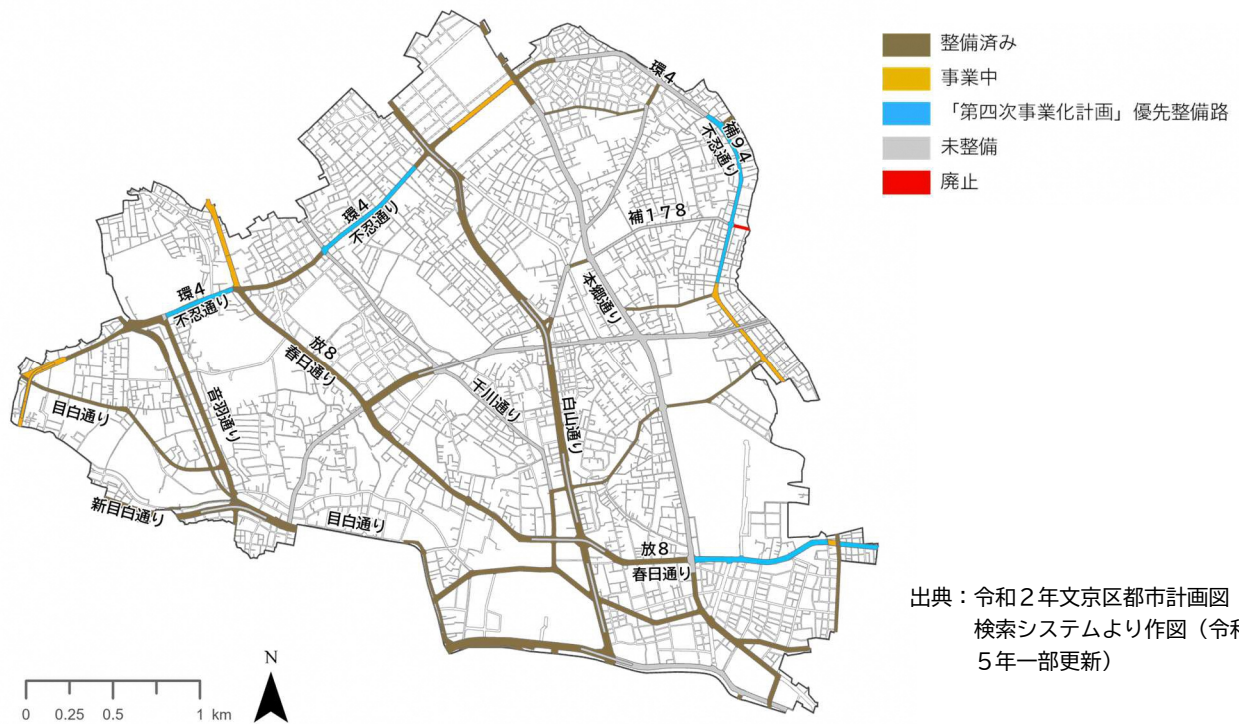 整備済み
事業中
「第四次事業化計画」優先整備路
未整備
廃止
環4
補94
不忍通り
環4
不忍通り
補178
本郷通り
環4
不忍通り
放8
春日通り
千川通り
白山通り
音羽通り
目白通り
新目白通り
目白通り
放8
春日通り
出典:令和2年文京区都市計画図
検索システムより作図(令和
5年一部更新)
N
0 0.25 0.5 1 km